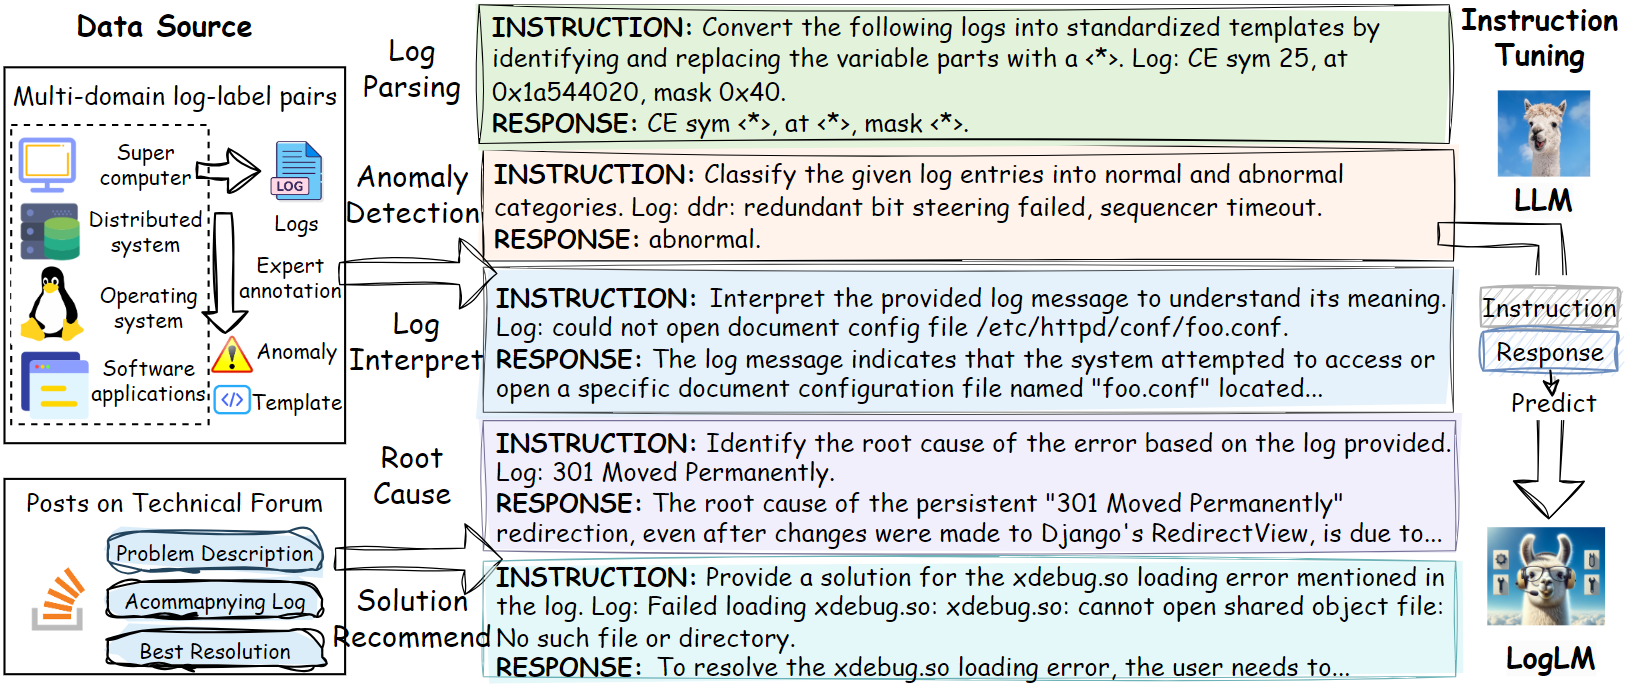 Data Source
Multi-domain log-label pairs
Super
computer
LOG
Logs
Distributed
system
Expert
annotation
Operating
system
Anomaly
Software
applications
</>
Template
Posts on Technical Forum
Problem Description
Acommapnying Log
Best Resolution
Log
Parsing
INSTRUCTION: Convert the following logs into standardized templates by
identifying and replacing the variable parts with a <*>. Log: CE sym 25, at
0x1a544020, mask 0x40.
RESPONSE: CE sym <*>, at <*>, mask <*>.
Anomaly
Detection
INSTRUCTION: Classify the given log entries into normal and abnormal
categories. Log: ddr: redundant bit steering failed, sequencer timeout.
RESPONSE: abnormal.
Log
Interpret
INSTRUCTION: Interpret the provided log message to understand its meaning.
Log: could not open document config file /etc/httpd/conf/foo.conf.
RESPONSE: The log message indicates that the system attempted to access or
open a specific document configuration file named "foo.conf" located...
Root
Cause
INSTRUCTION: Identify the root cause of the error based on the log provided.
Log: 301 Moved Permanently.
RESPONSE: The root cause of the persistent "301 Moved Permanently"
redirection, even after changes were made to Django's RedirectView, is due to...
Solution
Recommend
INSTRUCTION: Provide a solution for the xdebug.so loading error mentioned in
the log. Log: Failed loading xdebug.so: xdebug.so: cannot open shared object file:
No such file or directory.
RESPONSE: To resolve the xdebug.so loading error, the user needs to...
Instruction
Tuning
LLM
Instruction
Response
Predict
LogLM